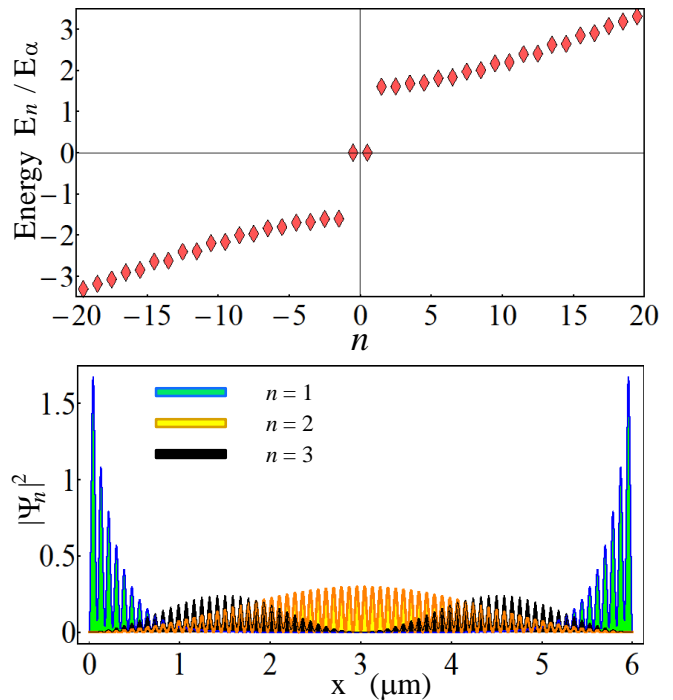 Energy E_n / E_α
3
2
1
0
−1
−2
−3
−20 −15 −10 −5 0 5 10 15 20
n
|Ψ_n|²
1.5
1
0.5
0
n = 1
n = 2
n = 3
0 1 2 3 4 5 6
x (μm)